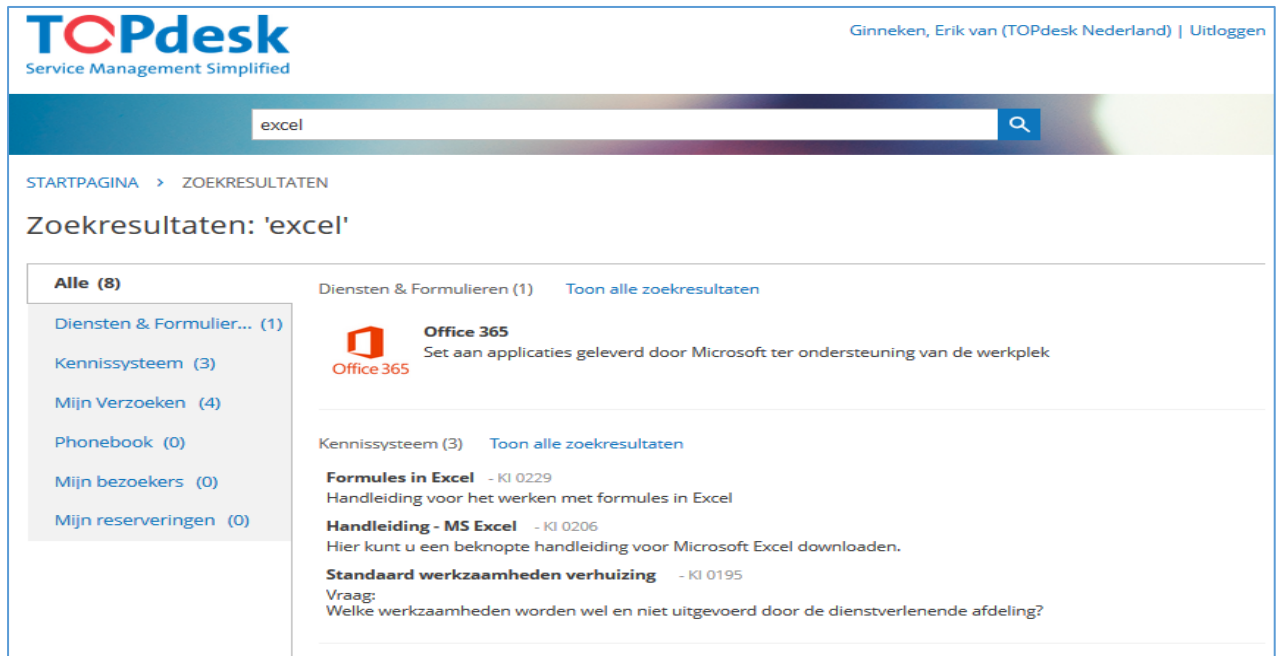 TOPdesk
Service Management Simplified
Ginneken, Erik van (TOPdesk Nederland) | Uitloggen
excel
STARTPAGINA > ZOEKRESULTATEN
Zoekresultaten: 'excel'
Alle (8)
Diensten & Formulier... (1)
Kennissysteem (3)
Mijn Verzoeken (4)
Phonebook (0)
Mijn bezoekers (0)
Mijn reserveringen (0)
Diensten & Formulieren (1) Toon alle zoekresultaten
Office 365
Office 365
Set aan applicaties geleverd door Microsoft ter ondersteuning van de werkplek
Kennissysteem (3) Toon alle zoekresultaten
Formules in Excel - KI 0229
Handleiding voor het werken met formules in Excel
Handleiding - MS Excel - KI 0206
Hier kunt u een beknopte handleiding voor Microsoft Excel downloaden.
Standaard werkzaamheden verhuizing - KI 0195
Vraag:
Welke werkzaamheden worden wel en niet uitgevoerd door de dienstverlenende afdeling?